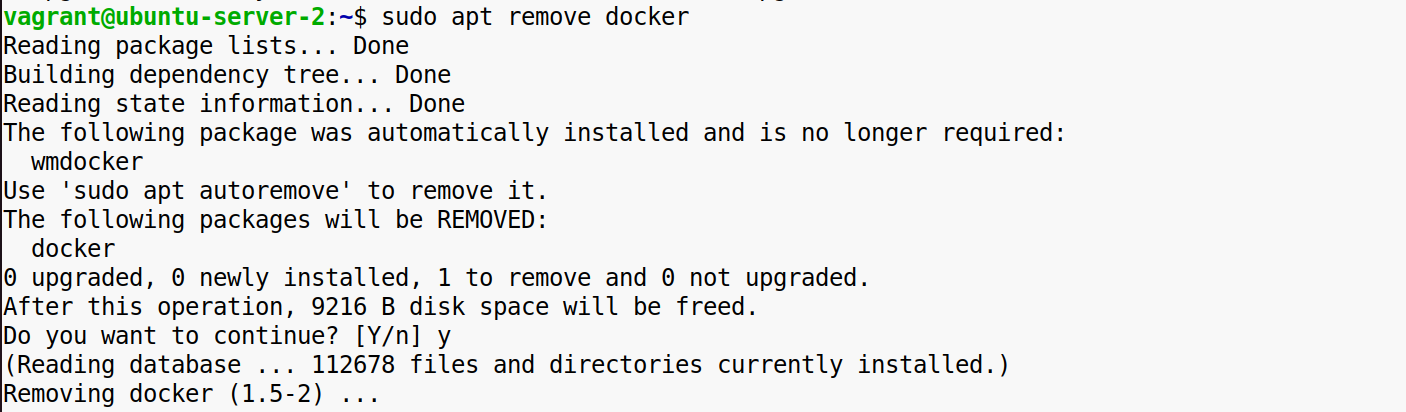 vagrant@ubuntu-server-2:~$ sudo apt remove docker
Reading package lists... Done
Building dependency tree... Done
Reading state information... Done
The following package was automatically installed and is no longer required:
  wmdocker
Use 'sudo apt autoremove' to remove it.
The following packages will be REMOVED:
  docker
0 upgraded, 0 newly installed, 1 to remove and 0 not upgraded.
After this operation, 9216 B disk space will be freed.
Do you want to continue? [Y/n] y
(Reading database ... 112678 files and directories currently installed.)
Removing docker (1.5-2) ...